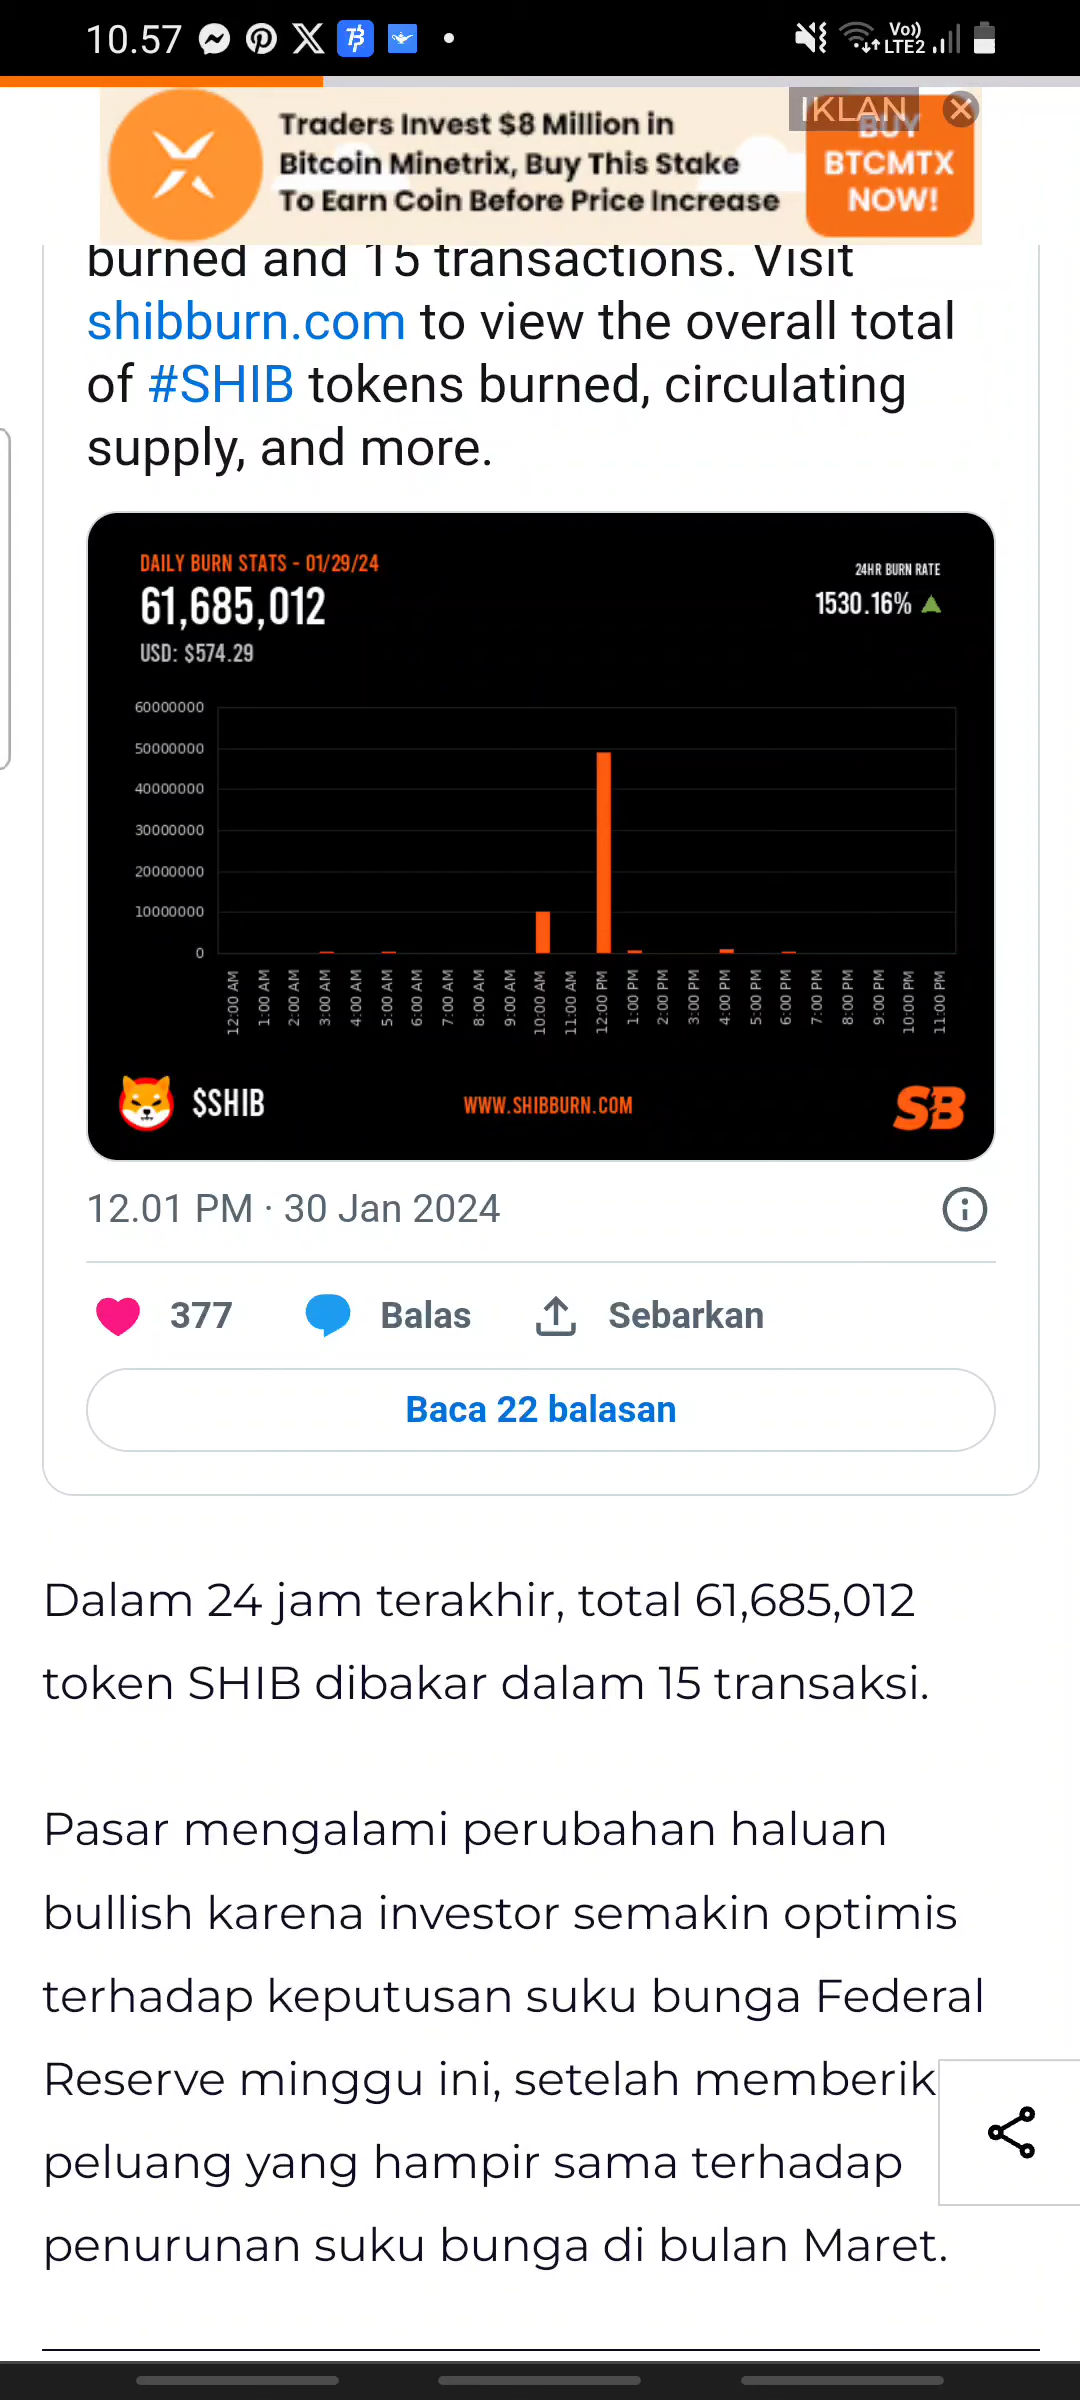 10.57
Vo))
LTE2
IKLAN
Traders Invest $8 Million in
Bitcoin Minetrix, Buy This Stake
To Earn Coin Before Price Increase
BUY
BTCMTX
NOW!
burned and 15 transactions. Visit
shibburn.com to view the overall total
of #SHIB tokens burned, circulating
supply, and more.
DAILY BURN STATS - 01/29/24
61,685,012
USD: $574.29
24HR BURN RATE
1530.16%
60000000
50000000
40000000
30000000
20000000
10000000
0
12:00 AM
1:00 AM
2:00 AM
3:00 AM
4:00 AM
5:00 AM
6:00 AM
7:00 AM
8:00 AM
9:00 AM
10:00 AM
11:00 AM
12:00 PM
1:00 PM
2:00 PM
3:00 PM
4:00 PM
5:00 PM
6:00 PM
7:00 PM
8:00 PM
9:00 PM
10:00 PM
11:00 PM
$SHIB
WWW.SHIBBURN.COM
SB
12.01 PM · 30 Jan 2024
377 Balas Sebarkan
Baca 22 balasan
Dalam 24 jam terakhir, total 61,685,012
token SHIB dibakar dalam 15 transaksi.
Pasar mengalami perubahan haluan
bullish karena investor semakin optimis
terhadap keputusan suku bunga Federal
Reserve minggu ini, setelah memberik
peluang yang hampir sama terhadap
penurunan suku bunga di bulan Maret.